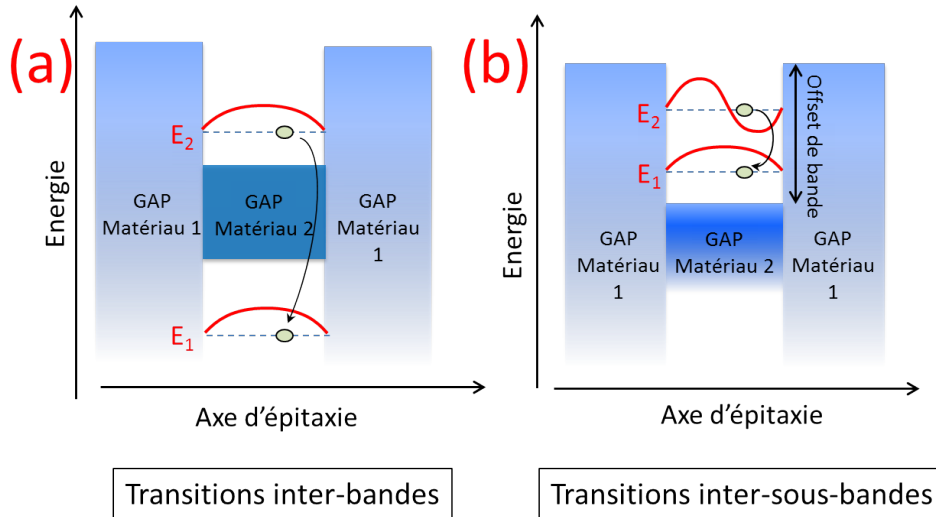 (a)
Energie
E2
E1
GAP
Matériau 1
GAP
Matériau 2
GAP
Matériau
1
Axe d'épitaxie
Transitions inter-bandes
(b)
Energie
E2
E1
Offset de bande
GAP
Matériau
1
GAP
Matériau 2
GAP
Matériau
1
Axe d'épitaxie
Transitions inter-sous-bandes